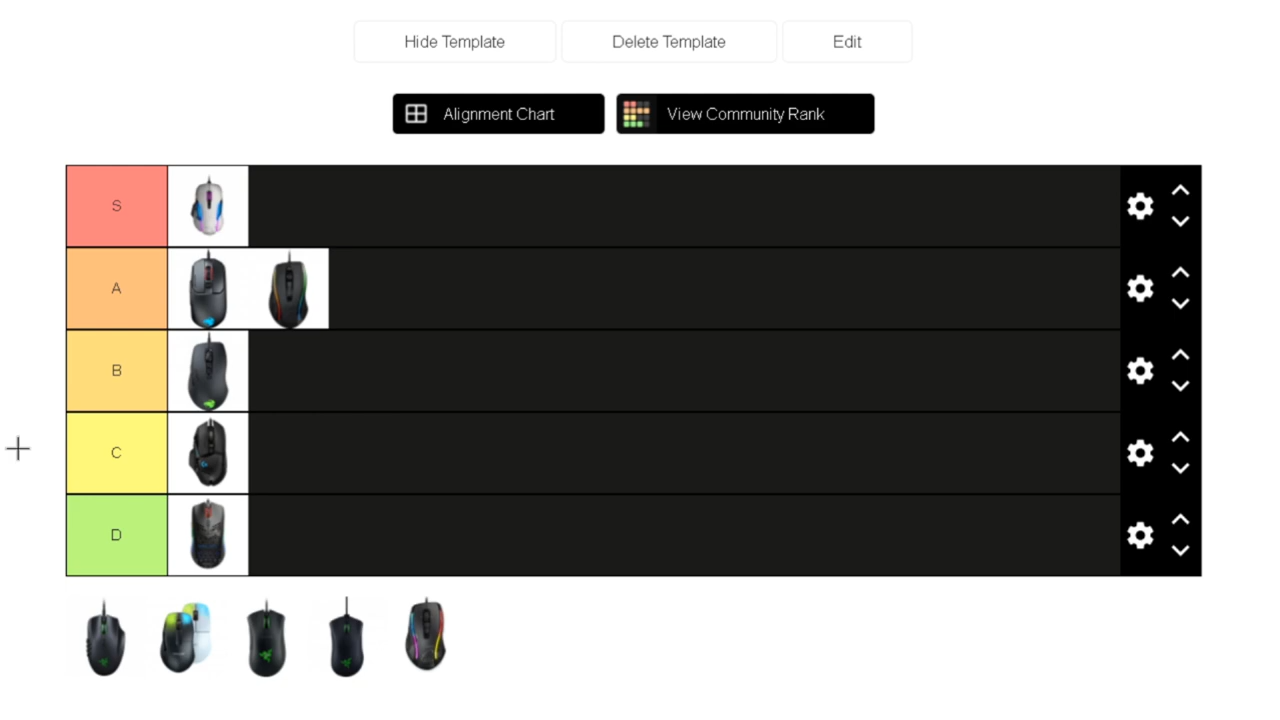 Hide Template
Delete Template
Edit
Alignment Chart
View Community Rank
S
A
B
C
D